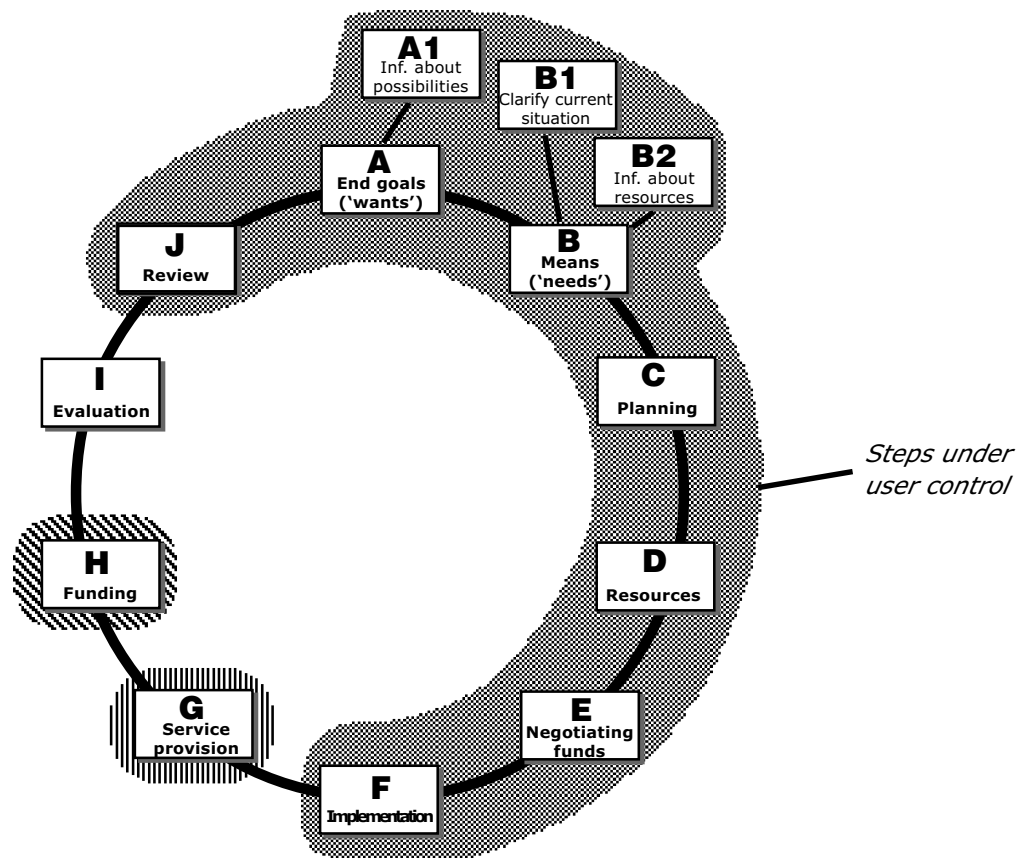 A1
Inf. about
possibilities
B1
Clarify current
situation
B2
Inf. about
resources
A
End goals
(‘wants’)
B
Means
(‘needs’)
J
Review
C
Planning
I
Evaluation
Steps under
user control
D
Resources
H
Funding
E
Negotiating
funds
G
Service
provision
F
Implementation